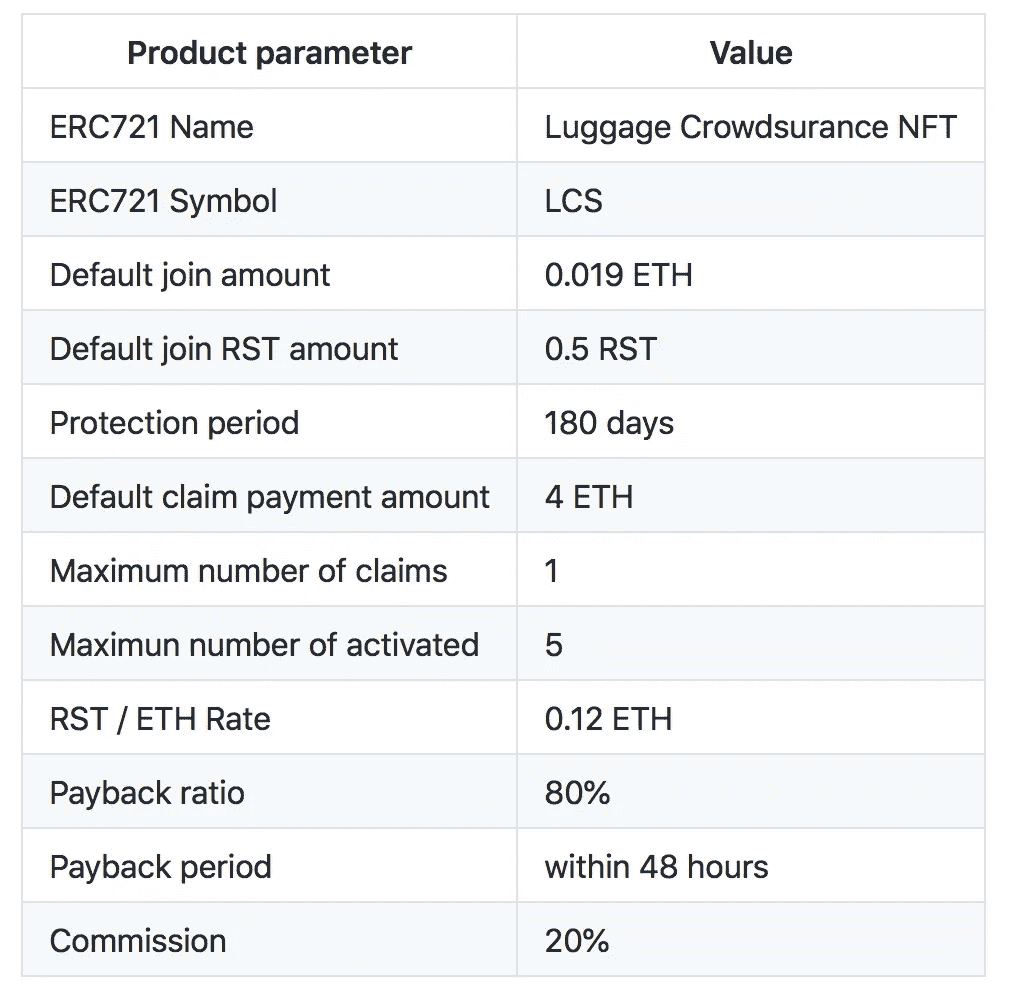 Product parameter Value
ERC721 Name Luggage Crowdsurance NFT
ERC721 Symbol LCS
Default join amount 0.019 ETH
Default join RST amount 0.5 RST
Protection period 180 days
Default claim payment amount 4 ETH
Maximum number of claims 1
Maximun number of activated 5
RST / ETH Rate 0.12 ETH
Payback ratio 80%
Payback period within 48 hours
Commission 20%